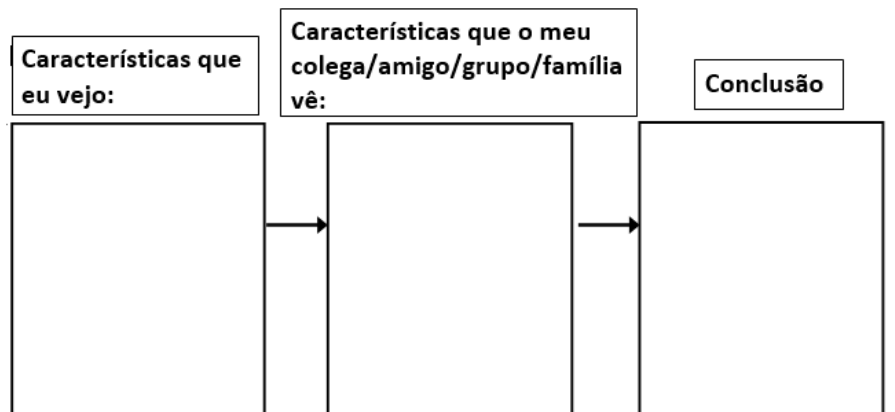 Características que
eu vejo:
Características que o meu
colega/amigo/grupo/família
vê:
Conclusão